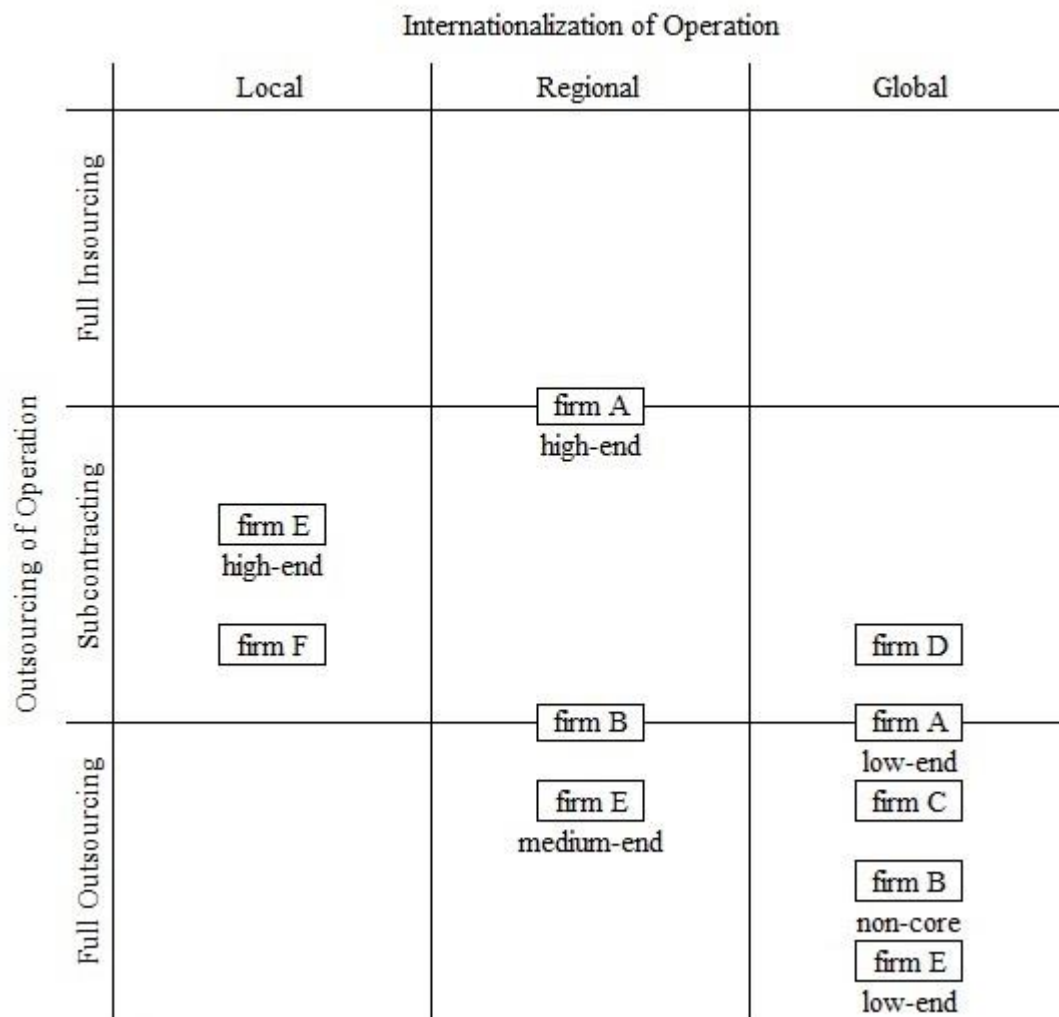 Internationalization of Operation
Local
Regional
Global
Outsourcing of Operation
Full Insourcing
firm A
high-end
Subcontracting
firm E
high-end
firm F
firm D
firm B
firm A
low-end
Full Outsourcing
firm E
medium-end
firm C
firm B
non-core
firm E
low-end